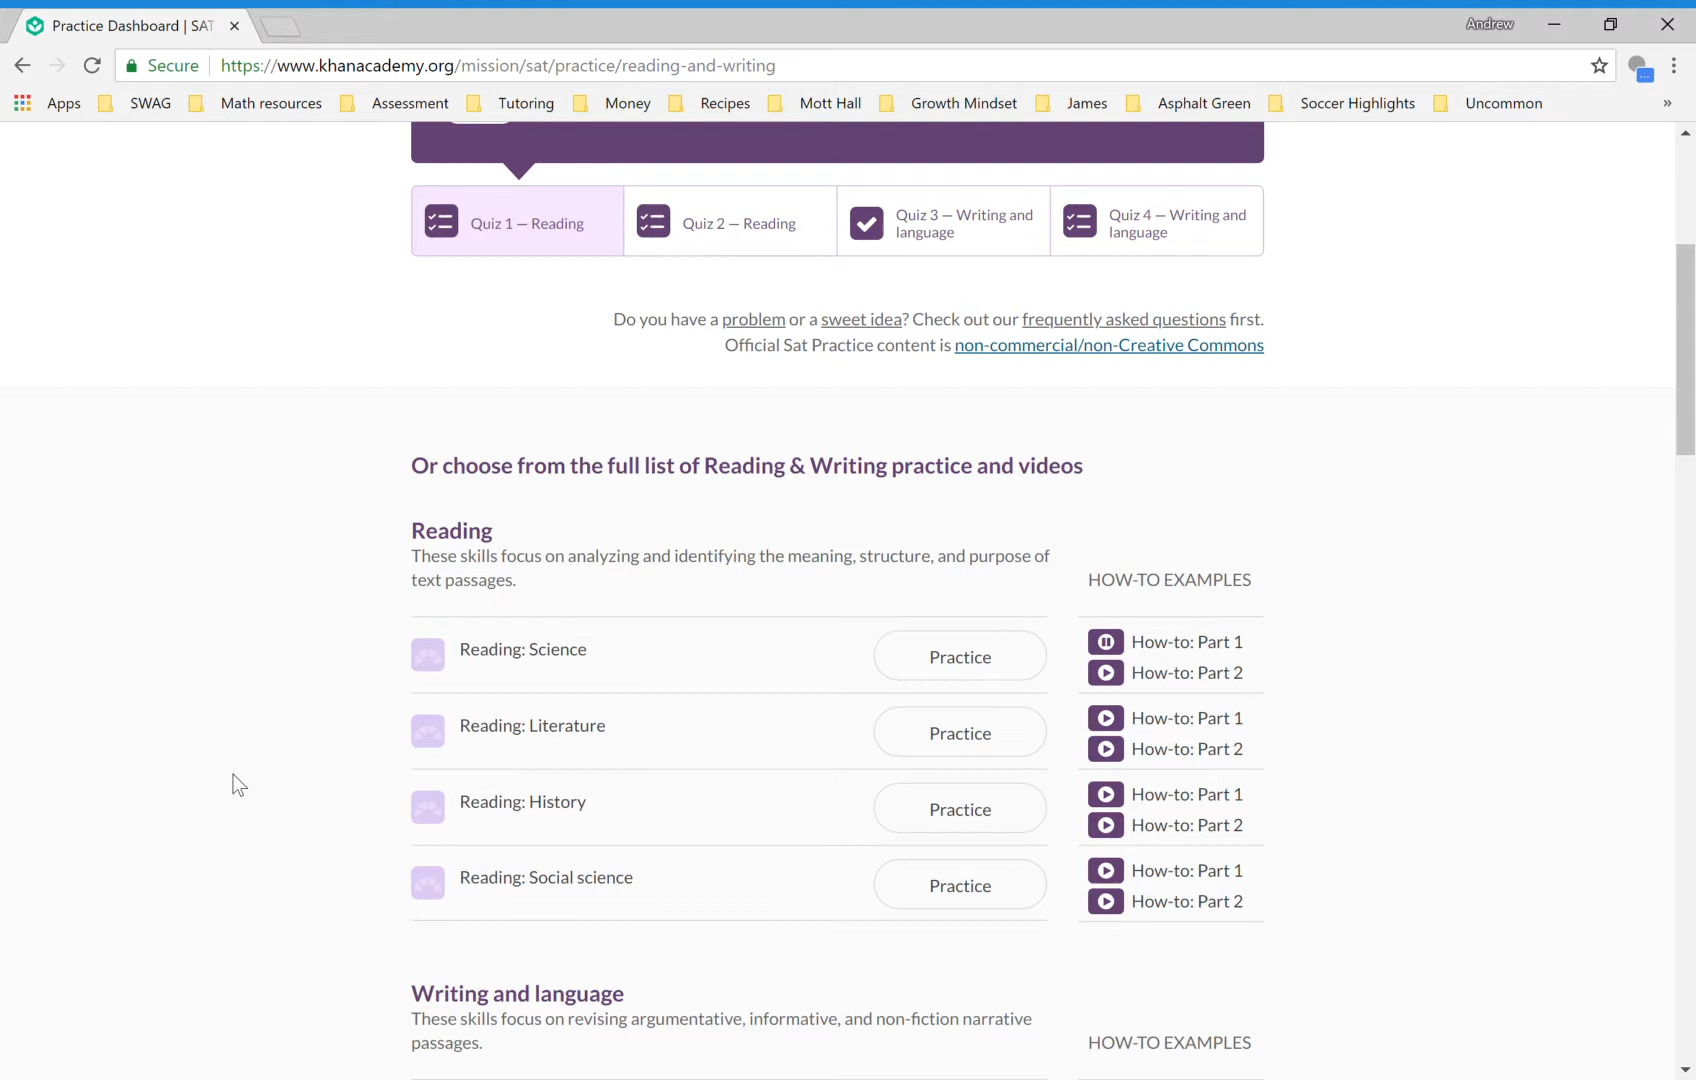 Practice Dashboard | SAT
Andrew
Secure https://www.khanacademy.org/mission/sat/practice/reading-and-writing
Apps SWAG Math resources Assessment Tutoring Money Recipes Mott Hall Growth Mindset James Asphalt Green Soccer Highlights Uncommon »
Quiz 1 — Reading
Quiz 2 — Reading
Quiz 3 — Writing and
language
Quiz 4 — Writing and
language
Do you have a problem or a sweet idea? Check out our frequently asked questions first.
Official Sat Practice content is non-commercial/non-Creative Commons
Or choose from the full list of Reading & Writing practice and videos
Reading
These skills focus on analyzing and identifying the meaning, structure, and purpose of
text passages.
HOW-TO EXAMPLES
Reading: Science
Practice
How-to: Part 1
How-to: Part 2
Reading: Literature
Practice
How-to: Part 1
How-to: Part 2
Reading: History
Practice
How-to: Part 1
How-to: Part 2
Reading: Social science
Practice
How-to: Part 1
How-to: Part 2
Writing and language
These skills focus on revising argumentative, informative, and non-fiction narrative
passages.
HOW-TO EXAMPLES